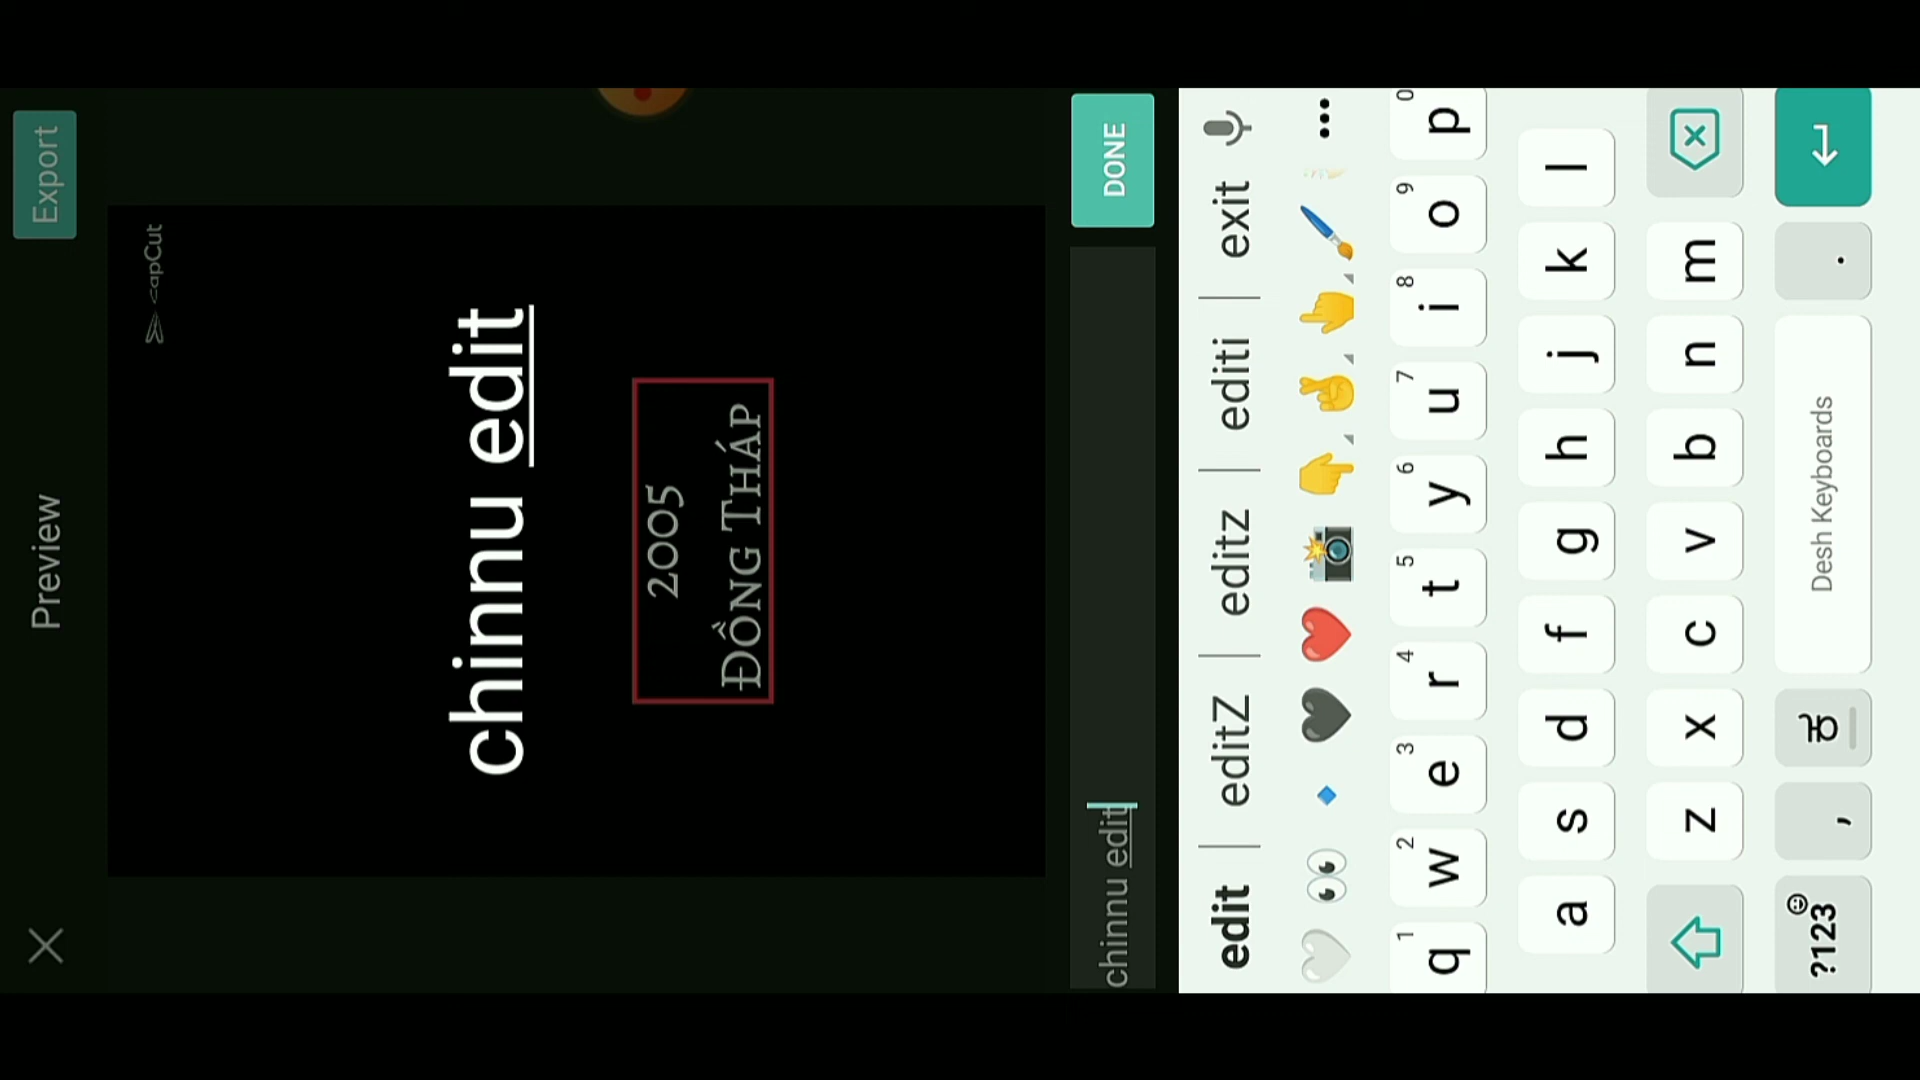 Preview
Export
CapCut
chinnu edit
2005
ĐỒNG THÁP
chinnu edit
DONE
edit editZ editz editi exit
1 2 3 4 5 6 7 8 9 0
q w e r t y u i o p
a s d f g h j k l
z x c v b n m
?123 , ह Desh Keyboards .